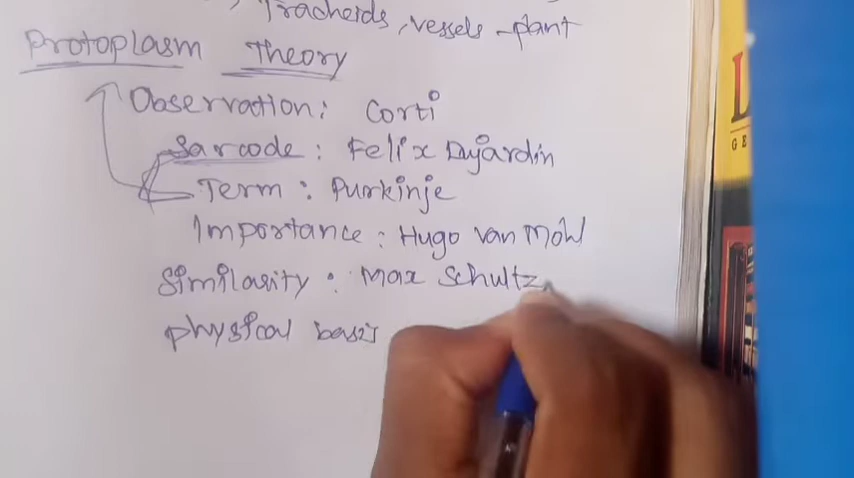 Tracheids, vessels - plant
Protoplasm Theory
Observation: Corti
Sarcode: Felix Dujardin
Term: Purkinje
Importance: Hugo van Mohl
Similarity: Max Schultz
physical basis